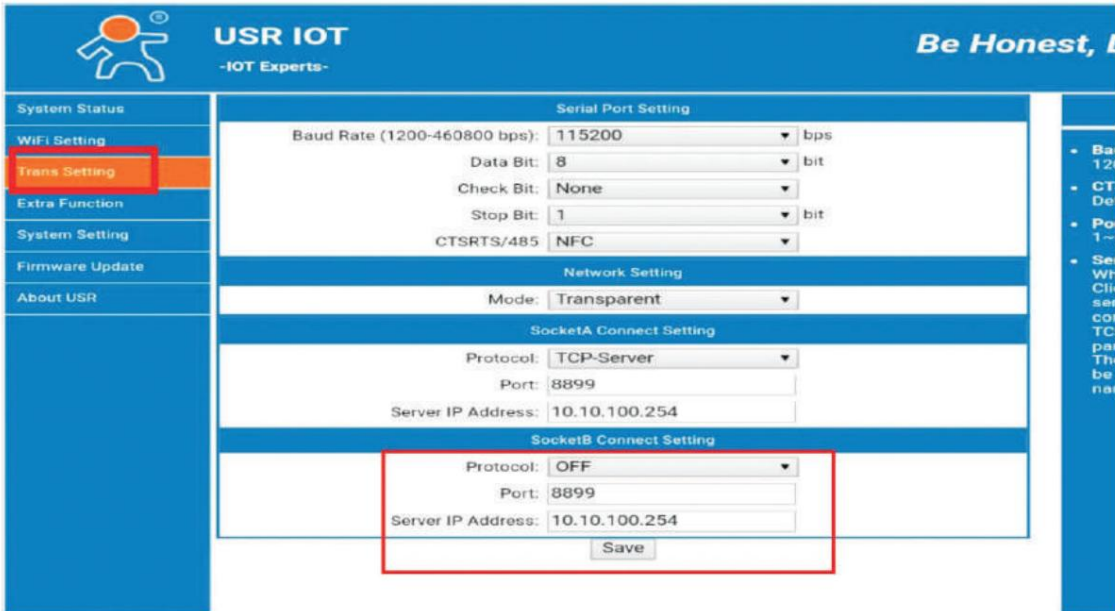 USR IOT
-IOT Experts-
Be Honest,
System Status
WiFi Setting
Trans Setting
Extra Function
System Setting
Firmware Update
About USR
Serial Port Setting
Baud Rate (1200-460800 bps): 115200 bps
Data Bit: 8 bit
Check Bit: None
Stop Bit: 1 bit
CTSRTS/485 NFC
Network Setting
Mode: Transparent
SocketA Connect Setting
Protocol: TCP-Server
Port: 8899
Server IP Address: 10.10.100.254
SocketB Connect Setting
Protocol: OFF
Port: 8899
Server IP Address: 10.10.100.254
Save